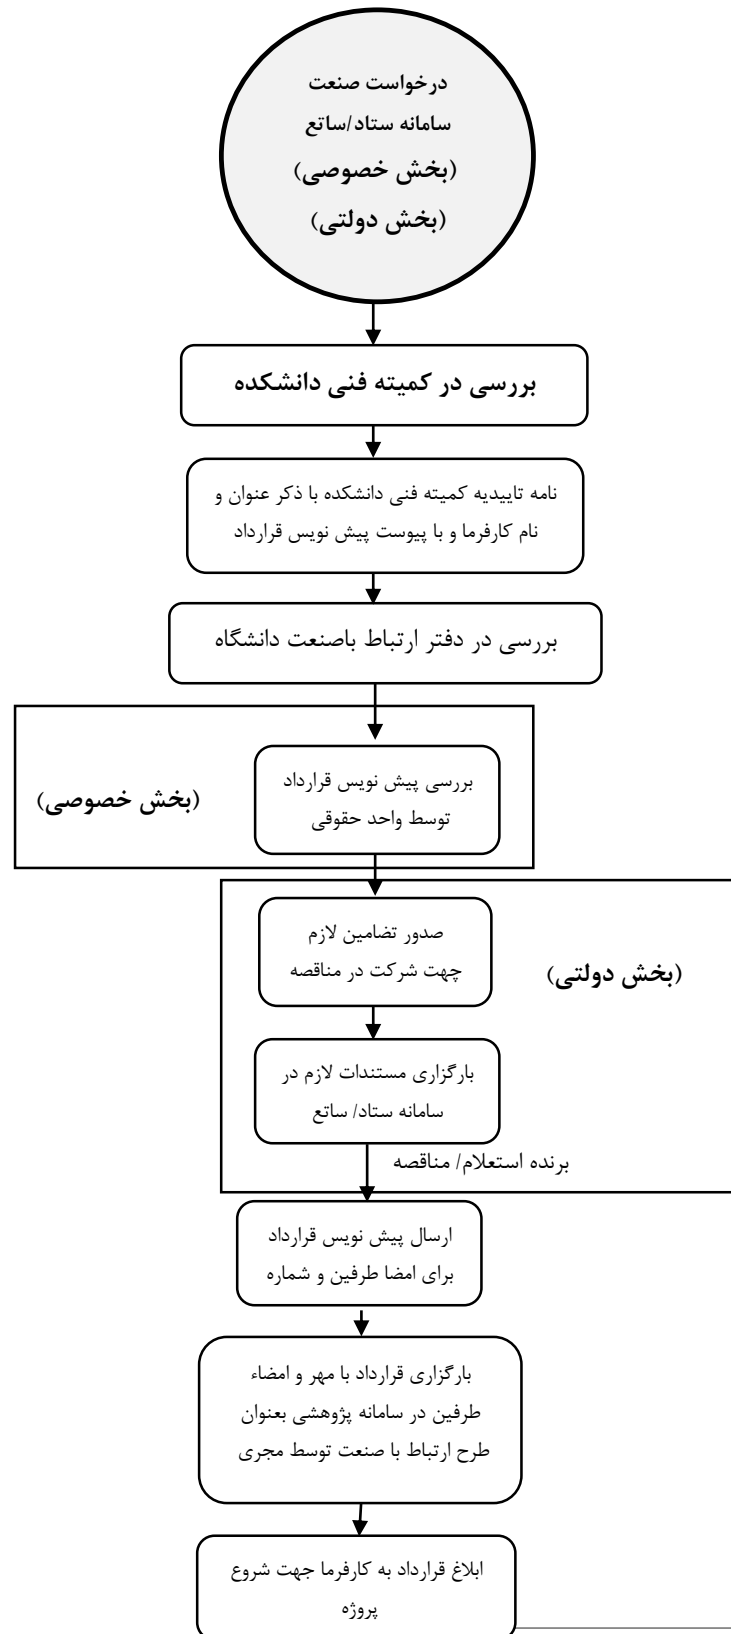 درخواست صنعت
سامانه ستاد/ساتع
(بخش خصوصی)
(بخش دولتی)
بررسی در کمیته فنی دانشکده
نامه تاییدیه کمیته فنی دانشکده با ذکر عنوان و
نام کارفرما و با پیوست پیش نویس قرارداد
بررسی در دفتر ارتباط باصنعت دانشگاه
بررسی پیش نویس قرارداد
توسط واحد حقوقی
(بخش خصوصی)
صدور تضامین لازم
جهت شرکت در مناقصه
(بخش دولتی)
بارگزاری مستندات لازم در
سامانه ستاد/ ساتع
برنده استعلام/ مناقصه
ارسال پیش نویس قرارداد
برای امضا طرفین و شماره
بارگزاری قرارداد با مهر و امضاء
طرفین در سامانه پژوهشی بعنوان
طرح ارتباط با صنعت توسط مجری
ابلاغ قرارداد به کارفرما جهت شروع
پروژه